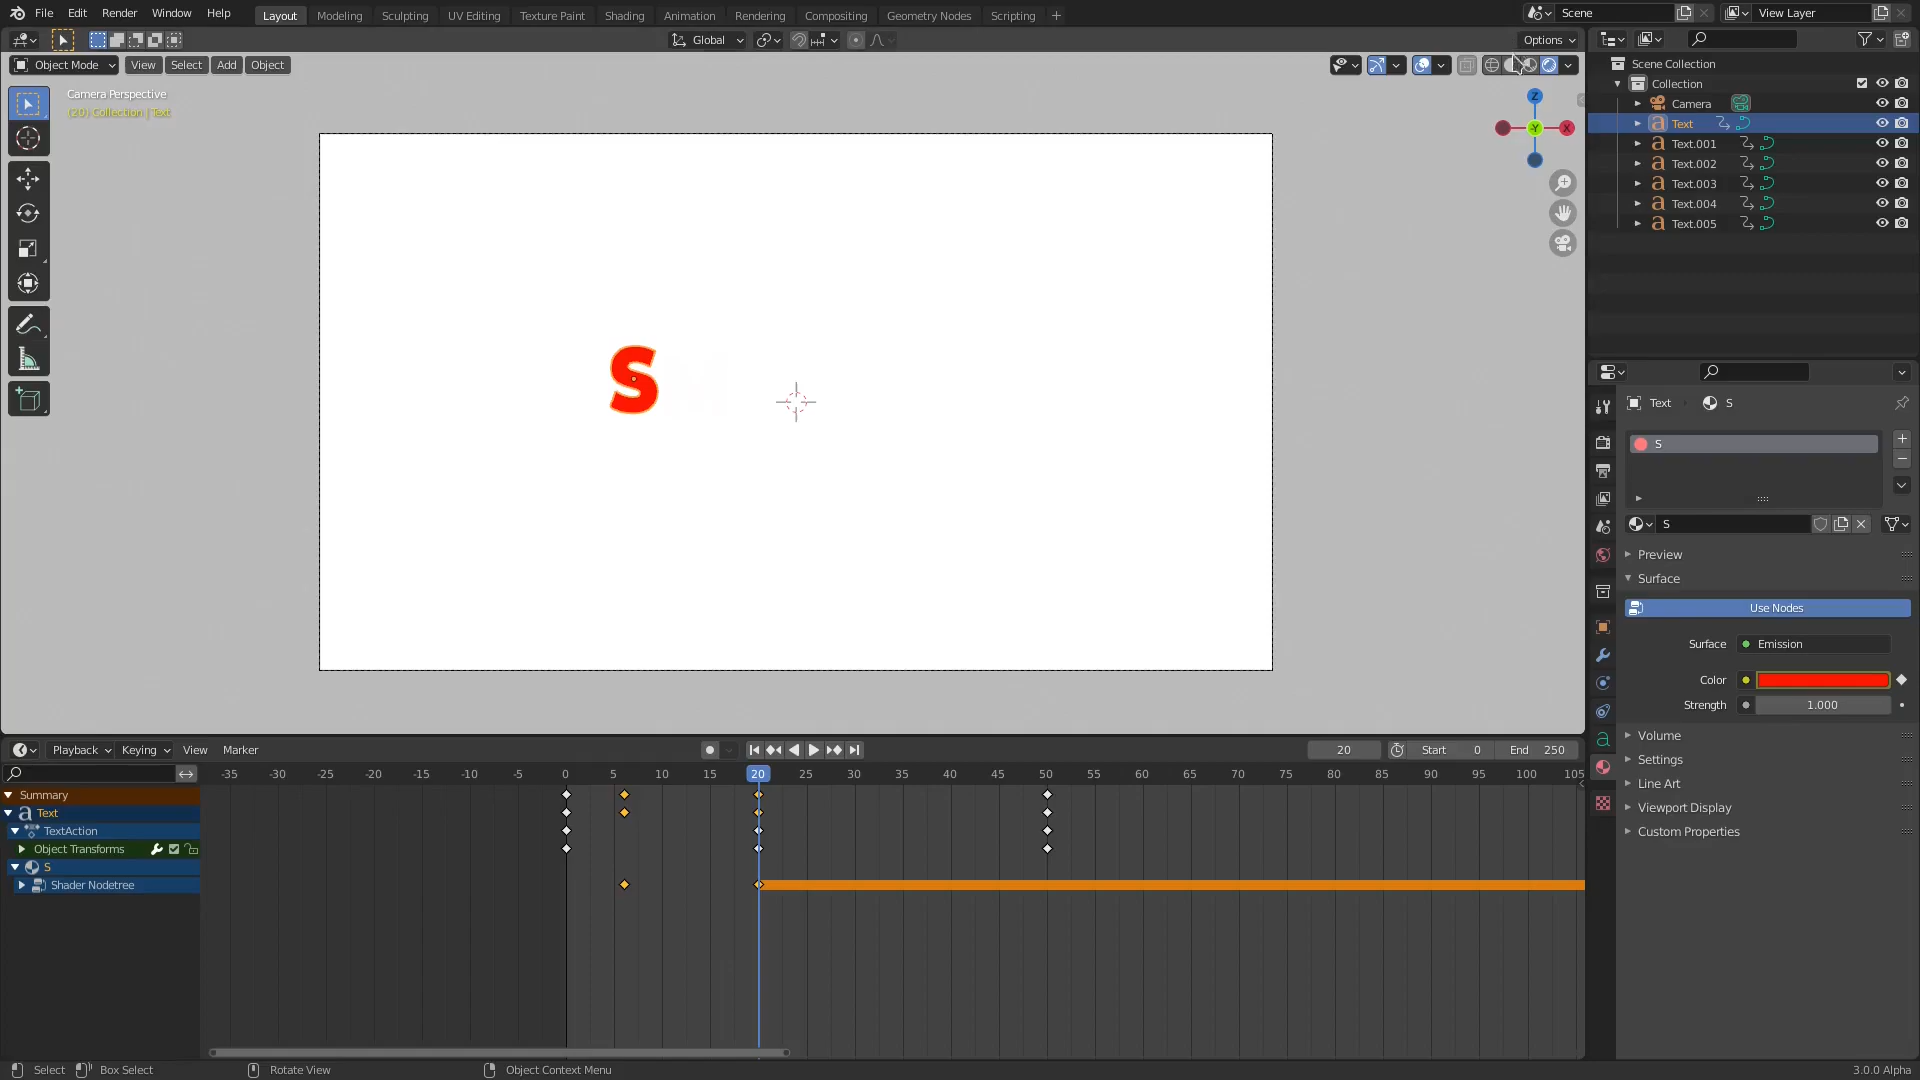 File Edit Render Window Help Layout Modeling Sculpting UV Editing Texture Paint Shading Animation Rendering Compositing Geometry Nodes Scripting + Scene View Layer
Global Options
Object Mode View Select Add Object
Scene Collection
Collection
Camera
Text
Text.001
Text.002
Text.003
Text.004
Text.005
Camera Perspective
(20) Collection | Text
Z
Y
X
S
Text S
S
S
Preview
Surface
Use Nodes
Surface Emission
Color
Strength 1.000
Volume
Settings
Line Art
Viewport Display
Custom Properties
Playback Keying View Marker 20 Start 0 End 250
-35 -30 -25 -20 -15 -10 -5 0 5 10 15 20 25 30 35 40 45 50 55 60 65 70 75 80 85 90 95 100 105
Summary
Text
TextAction
Object Transforms
S
Shader Nodetree
Select Box Select Rotate View Object Context Menu 3.0.0 Alpha